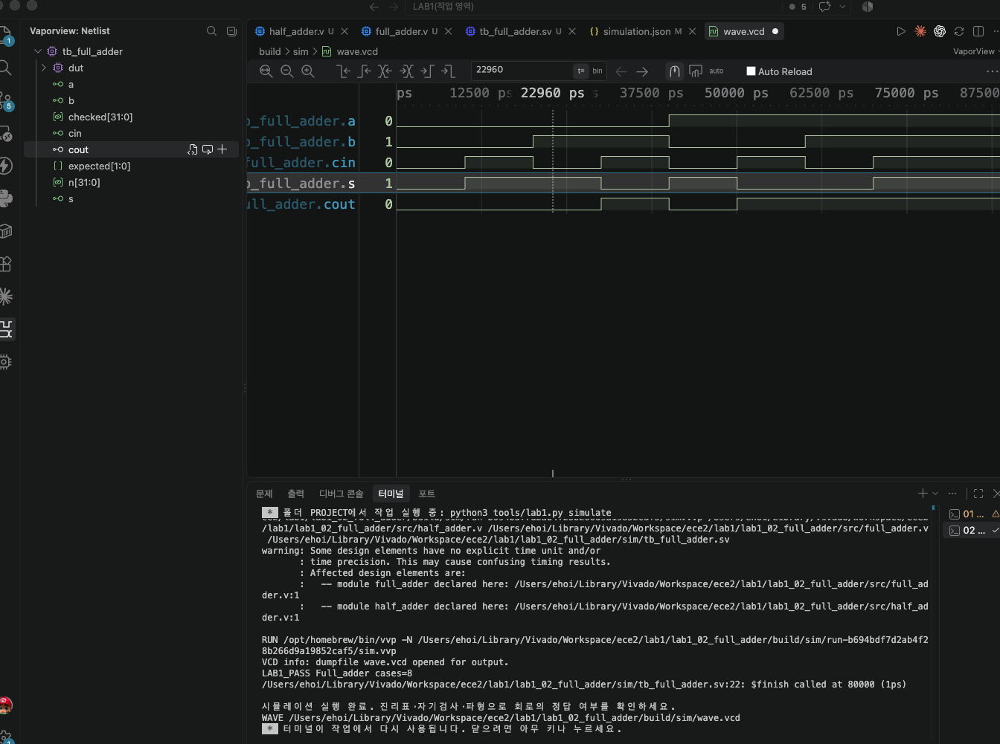 LAB1(작업 영역)
5
Vaporview: Netlist
half_adder.v U
full_adder.v U
tb_full_adder.sv U
{} simulation.json M
wave.vcd
build > sim > wave.vcd
VaporView
22960
t=
bin
auto
Auto Reload
tb_full_adder
dut
a
b
checked[31:0]
cin
cout
expected[1:0]
n[31:0]
s
ps 12500 ps 22960 ps s 37500 ps 50000 ps 62500 ps 75000 ps 87500
_full_adder.a 0
_full_adder.b 1
full_adder.cin 0
_full_adder.s 1
ull_adder.cout 0
1
5
문제 출력 디버그 콘솔 터미널 포트
* 폴더 PROJECT에서 작업 실행 중: python3 tools/lab1.py simulate
/lab1/lab1_02_full_adder/src/half_adder.v /Users/ehoi/Library/Vivado/Workspace/ece2/lab1/lab1_02_full_adder/src/full_adder.v
/Users/ehoi/Library/Vivado/Workspace/ece2/lab1/lab1_02_full_adder/sim/tb_full_adder.sv
warning: Some design elements have no explicit time unit and/or
: time precision. This may cause confusing timing results.
: Affected design elements are:
: -- module full_adder declared here: /Users/ehoi/Library/Vivado/Workspace/ece2/lab1/lab1_02_full_adder/src/full_ad
der.v:1
: -- module half_adder declared here: /Users/ehoi/Library/Vivado/Workspace/ece2/lab1/lab1_02_full_adder/src/half_ad
der.v:1
RUN /opt/homebrew/bin/vvp -N /Users/ehoi/Library/Vivado/Workspace/ece2/lab1/lab1_02_full_adder/build/sim/run-b694bdf7d2ab4f2
8b266d9a19852caf5/sim.vvp
VCD info: dumpfile wave.vcd opened for output.
LAB1_PASS Full_adder cases=8
/Users/ehoi/Library/Vivado/Workspace/ece2/lab1/lab1_02_full_adder/sim/tb_full_adder.sv:22: $finish called at 80000 (1ps)
시뮬레이션 실행 완료. 진리표·자기검사·파형으로 회로의 정답 여부를 확인하세요.
WAVE /Users/ehoi/Library/Vivado/Workspace/ece2/lab1/lab1_02_full_adder/build/sim/wave.vcd
* 터미널이 작업에서 다시 사용됩니다. 닫으려면 아무 키나 누르세요.
01 ...
02 ...
1